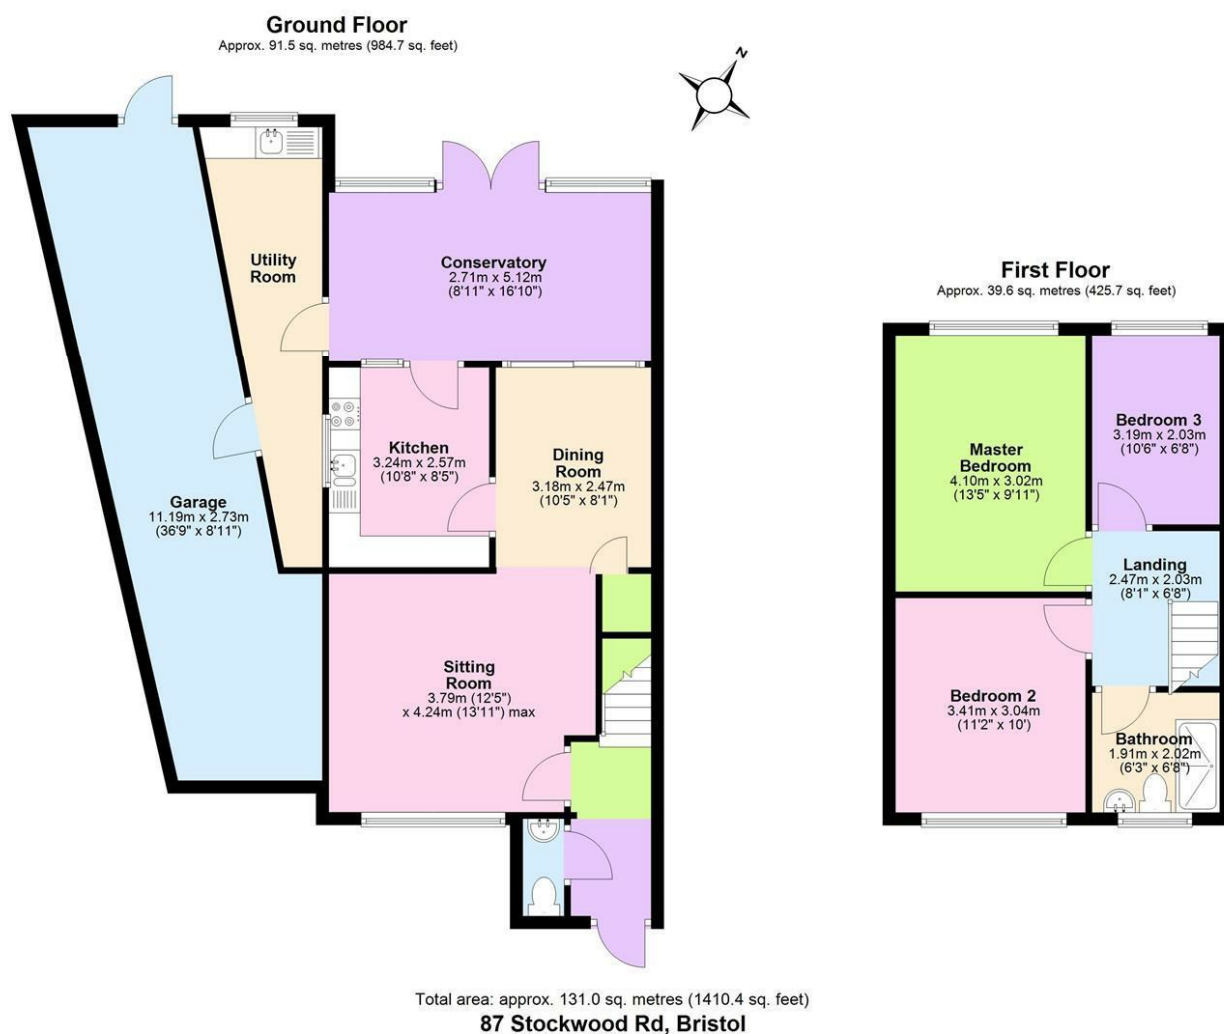 Ground Floor
Approx. 91.5 sq. metres (984.7 sq. feet)
N
Utility
Room
Conservatory
2.71m x 5.12m
(8'11" x 16'10")
Kitchen
3.24m x 2.57m
(10'8" x 8'5")
Dining
Room
3.18m x 2.47m
(10'5" x 8'1")
Garage
11.19m x 2.73m
(36'9" x 8'11")
Sitting
Room
3.79m (12'5")
x 4.24m (13'11") max
First Floor
Approx. 39.6 sq. metres (425.7 sq. feet)
Master
Bedroom
4.10m x 3.02m
(13'5" x 9'11")
Bedroom 3
3.19m x 2.03m
(10'6" x 6'8")
Landing
2.47m x 2.03m
(8'1" x 6'8")
Bedroom 2
3.41m x 3.04m
(11'2" x 10')
Bathroom
1.91m x 2.02m
(6'3" x 6'8")
Total area: approx. 131.0 sq. metres (1410.4 sq. feet)
87 Stockwood Rd, Bristol